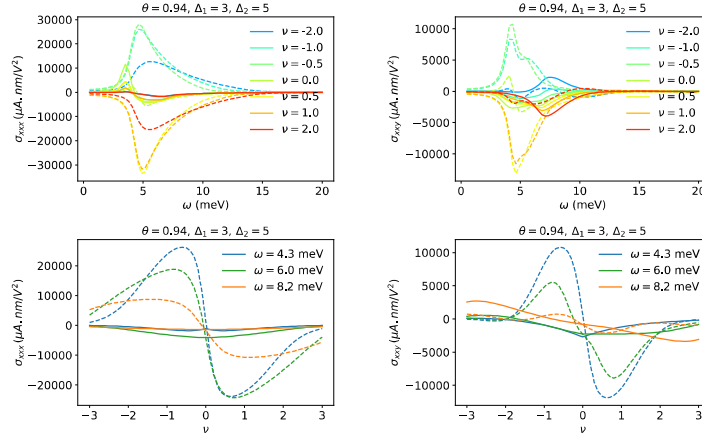 θ = 0.94, Δ₁ = 3, Δ₂ = 5
σₓₓₓ (μA. nm/V²)
30000
20000
10000
0
−10000
−20000
−30000
ν = -2.0
ν = -1.0
ν = -0.5
ν = 0.0
ν = 0.5
ν = 1.0
ν = 2.0
0 5 10 15 20
ω (meV)
θ = 0.94, Δ₁ = 3, Δ₂ = 5
σ_{xxy} (μA. nm/V²)
10000
5000
0
−5000
−10000
ν = -2.0
ν = -1.0
ν = -0.5
ν = 0.0
ν = 0.5
ν = 1.0
ν = 2.0
0 5 10 15 20
ω (meV)
θ = 0.94, Δ₁ = 3, Δ₂ = 5
σₓₓₓ (μA. nm/V²)
20000
10000
0
−10000
−20000
ω = 4.3 meV
ω = 6.0 meV
ω = 8.2 meV
−3 −2 −1 0 1 2 3
ν
θ = 0.94, Δ₁ = 3, Δ₂ = 5
σ_{xxy} (μA. nm/V²)
10000
5000
0
−5000
−10000
ω = 4.3 meV
ω = 6.0 meV
ω = 8.2 meV
−3 −2 −1 0 1 2 3
ν